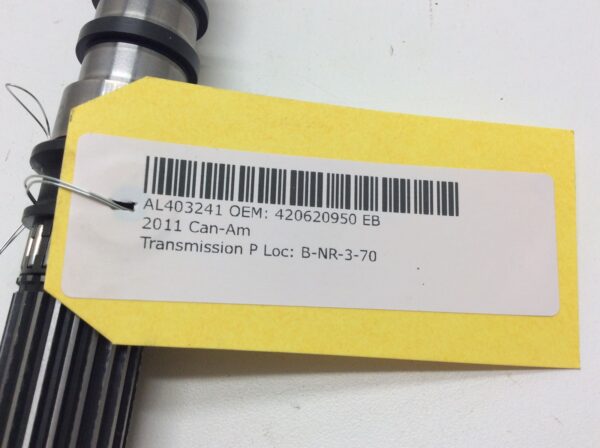 AL403241 OEM: 420620950 EB
2011 Can-Am
Transmission P Loc: B-NR-3-70